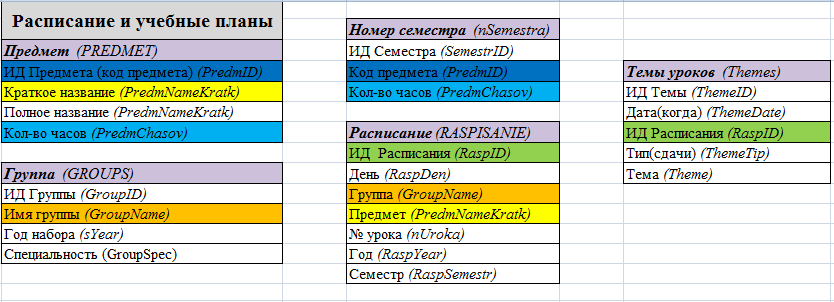 Расписание и учебные планы
Предмет (PREDMET)
ИД Предмета (код предмета) (PredmID)
Краткое название (PredmNameKratk)
Полное название (PredmNameKratk)
Кол-во часов (PredmChasov)
Группа (GROUPS)
ИД Группы (GroupID)
Имя группы (GroupName)
Год набора (sYear)
Специальность (GroupSpec)
Номер семестра (nSemestra)
ИД Семестра (SemestrID)
Код предмета (PredmID)
Кол-во часов (PredmChasov)
Расписание (RASPISANIE)
ИД Расписания (RaspID)
День (RaspDen)
Группа (GroupName)
Предмет (PredmNameKratk)
№ урока (nUroka)
Год (RaspYear)
Семестр (RaspSemestr)
Темы уроков (Themes)
ИД Темы (ThemeID)
Дата(когда) (ThemeDate)
ИД Расписания (RaspID)
Тип(сдачи) (ThemeTip)
Тема (Theme)